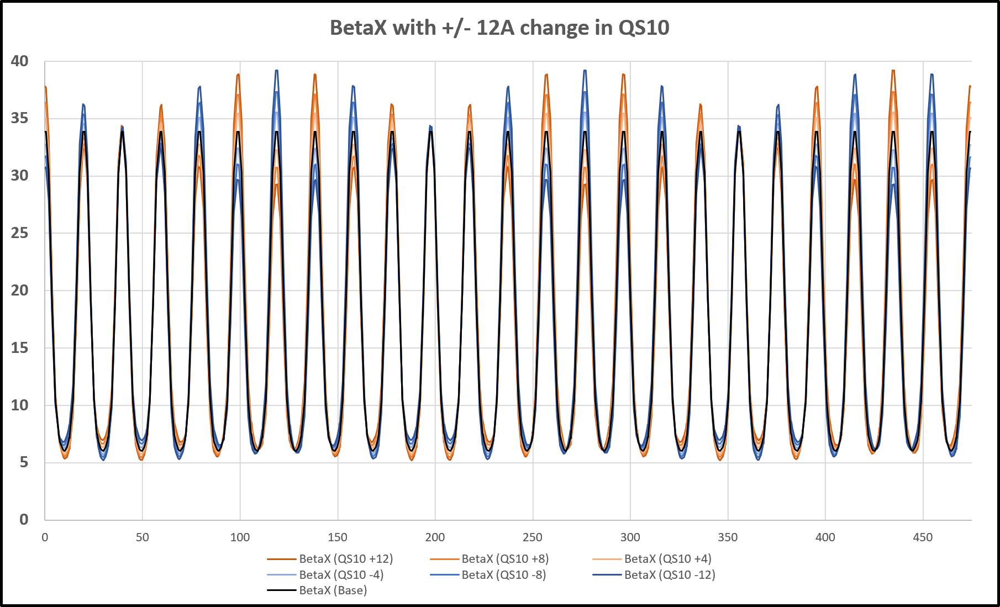 BetaX with +/- 12A change in QS10
40
35
30
25
20
15
10
5
0
0 50 100 150 200 250 300 350 400 450
BetaX (QS10 +12) BetaX (QS10 +8) BetaX (QS10 +4)
BetaX (QS10 -4) BetaX (QS10 -8) BetaX (QS10 -12)
BetaX (Base)